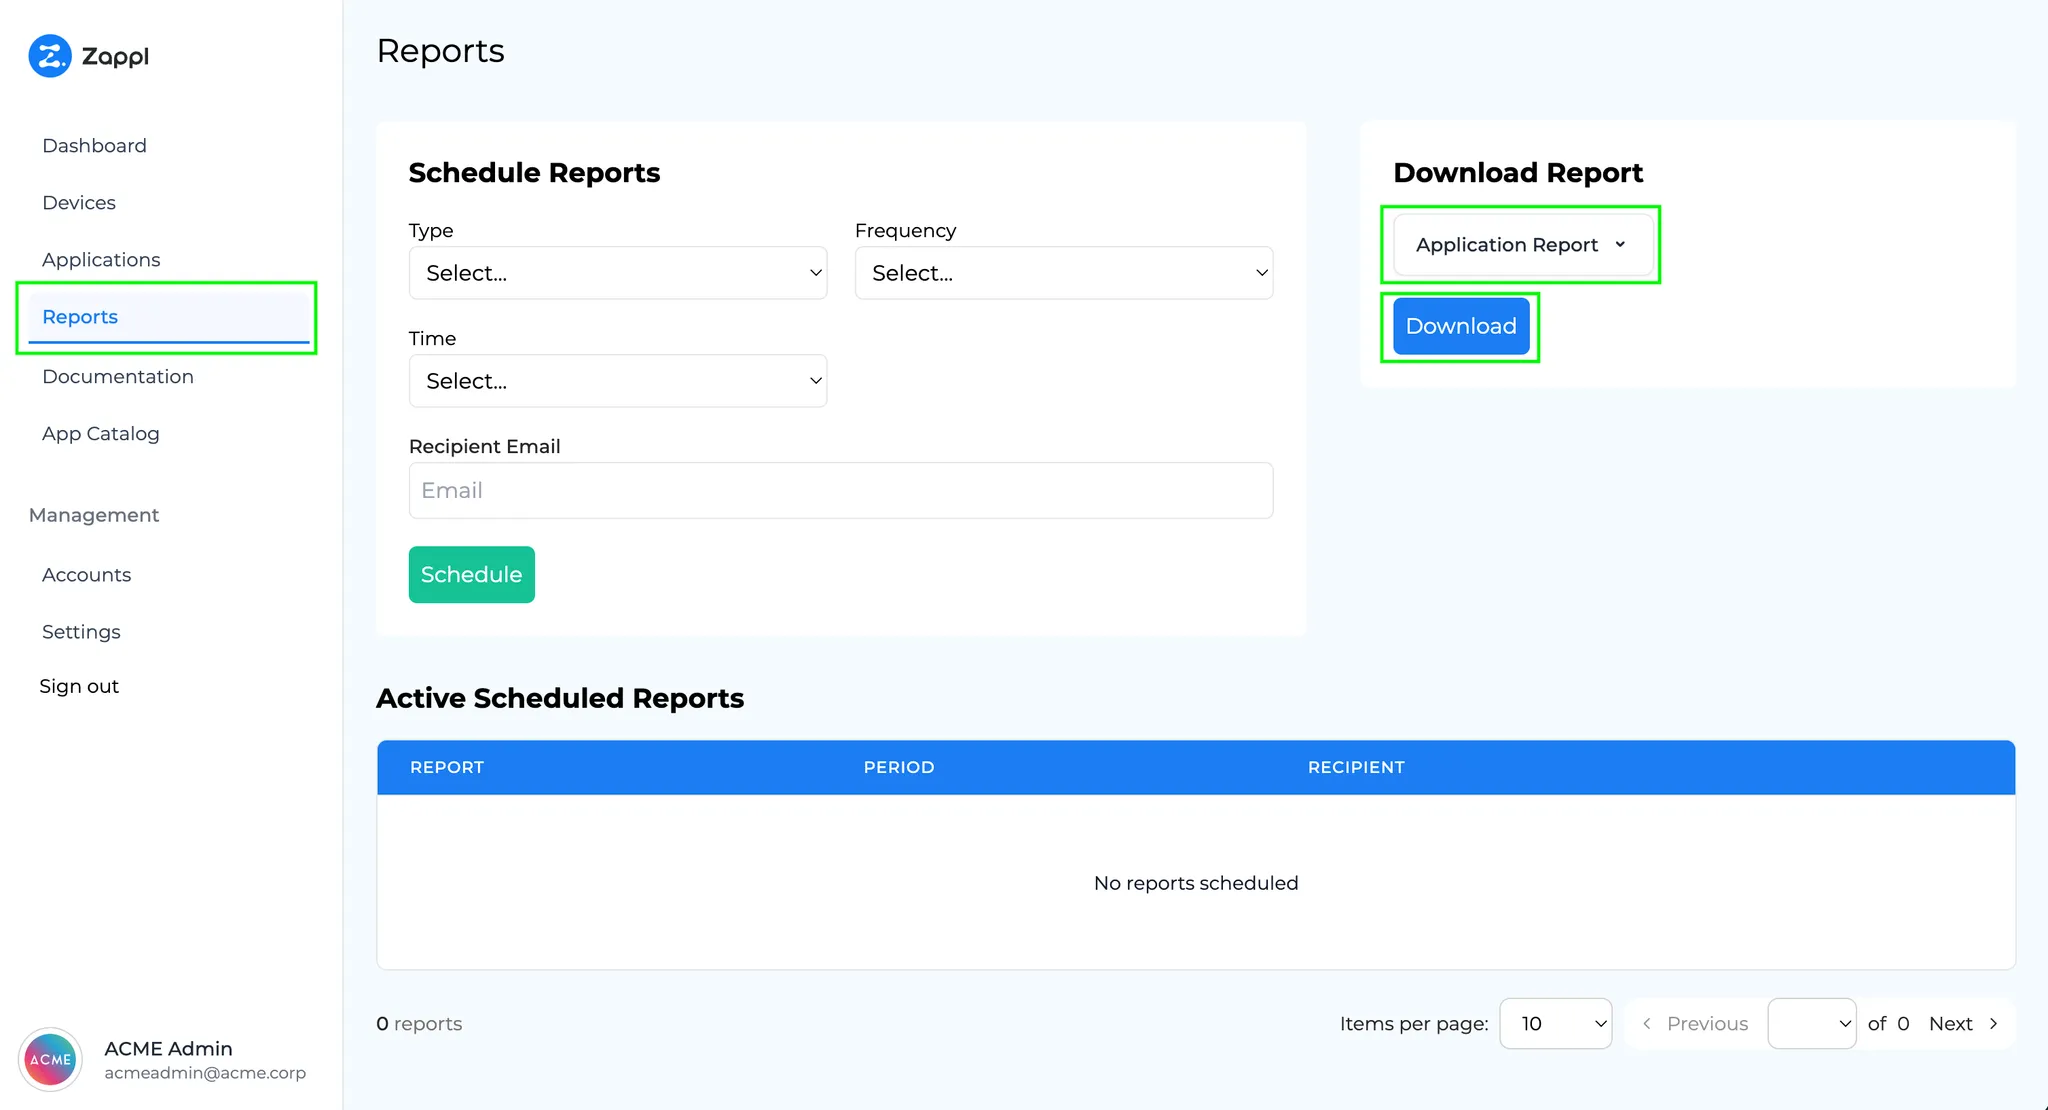 Zappl
Dashboard
Devices
Applications
Reports
Documentation
App Catalog
Management
Accounts
Settings
Sign out
ACME
ACME Admin
acmeadmin@acme.corp
Reports
Schedule Reports
Type
Frequency
Select...
Select...
Time
Select...
Recipient Email
Email
Schedule
Download Report
Application Report
Download
Active Scheduled Reports
REPORT PERIOD RECIPIENT
No reports scheduled
0 reports
Items per page: 10 Previous of 0 Next